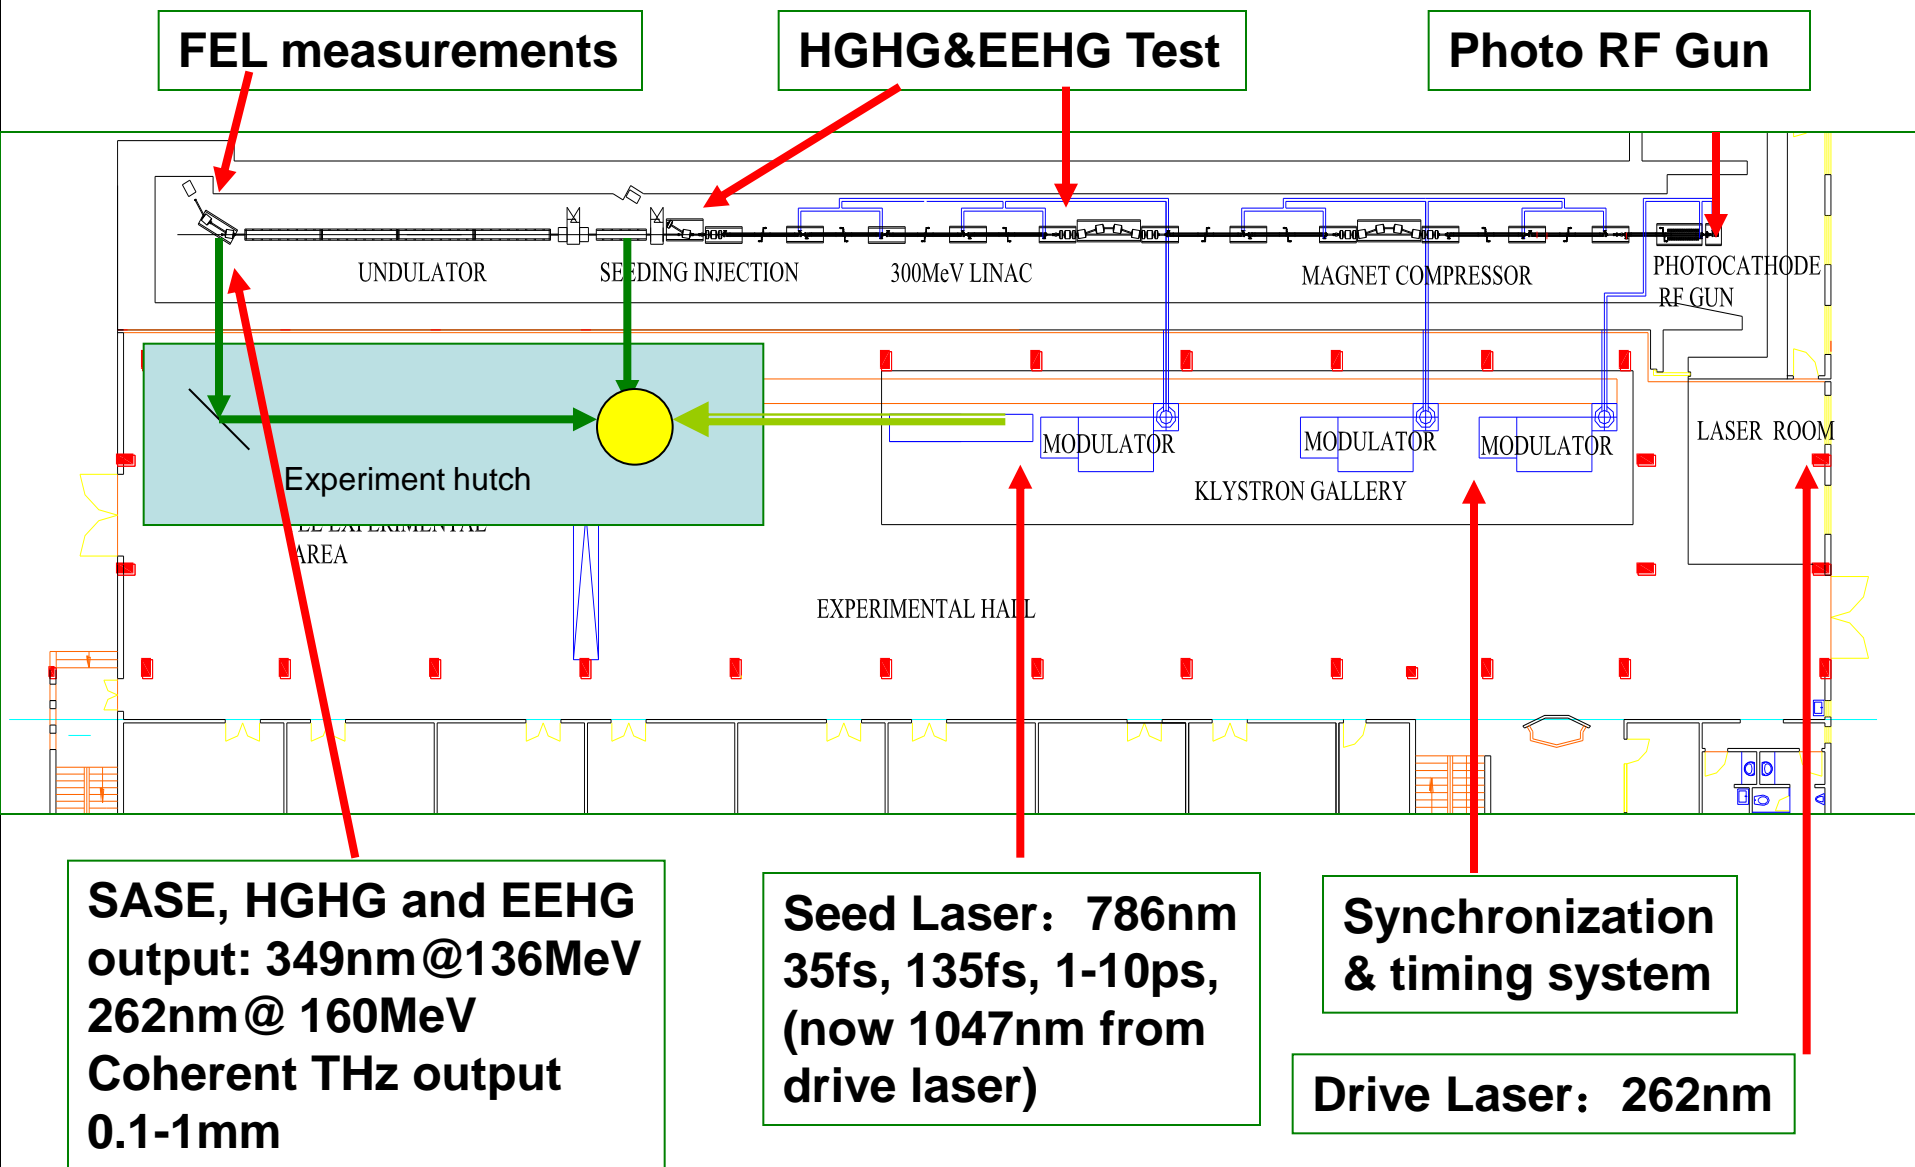 FEL measurements
HGHG&EEHG Test
Photo RF Gun
UNDULATOR
SEEDING INJECTION
300MeV LINAC
MAGNET COMPRESSOR
PHOTOCATHODE
RF GUN
MODULATOR
MODULATOR
MODULATOR
LASER ROOM
Experiment hutch
KLYSTRON GALLERY
EXPERIMENTAL
AREA
EXPERIMENTAL HALL
SASE, HGHG and EEHG
output: 349nm@136MeV
262nm@ 160MeV
Coherent THz output
0.1-1mm
Seed Laser：786nm
35fs, 135fs, 1-10ps,
(now 1047nm from
drive laser)
Synchronization
& timing system
Drive Laser：262nm